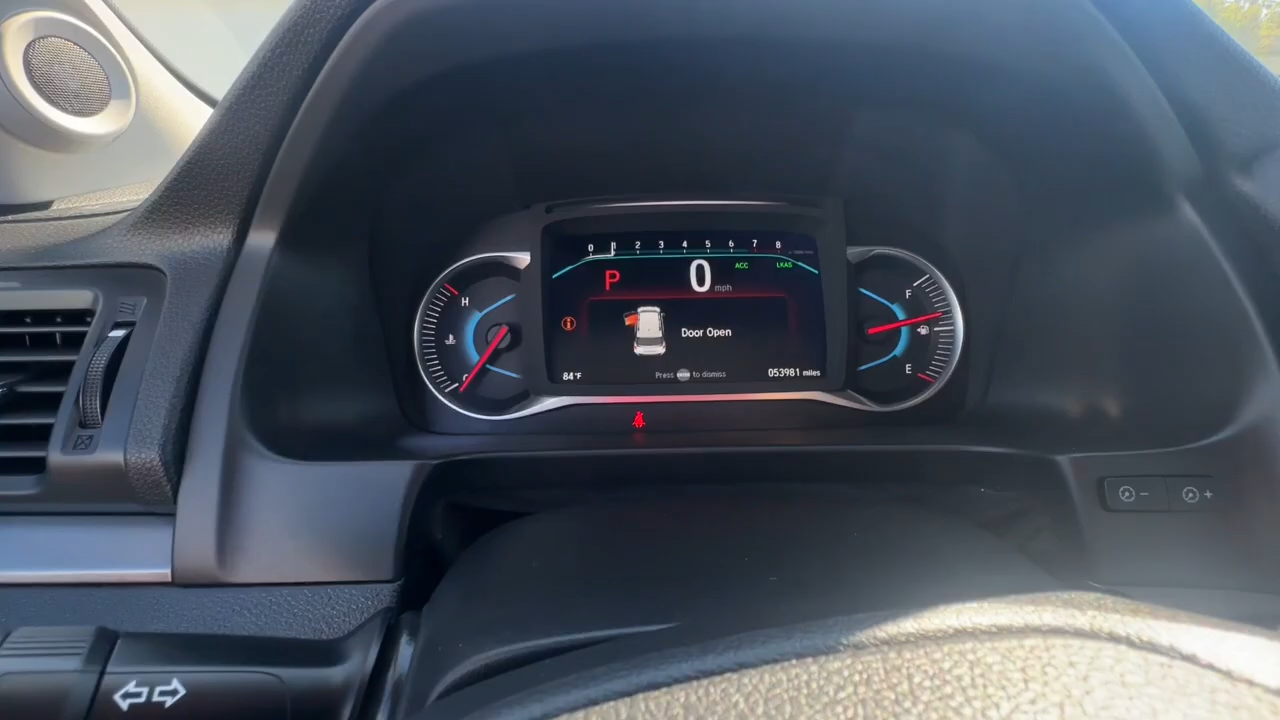 0 1 2 3 4 5 6 7 8
P 0 mph ACC LKAS
H
F
Door Open
E
84°F
Press ENTER to dismiss
053981 miles